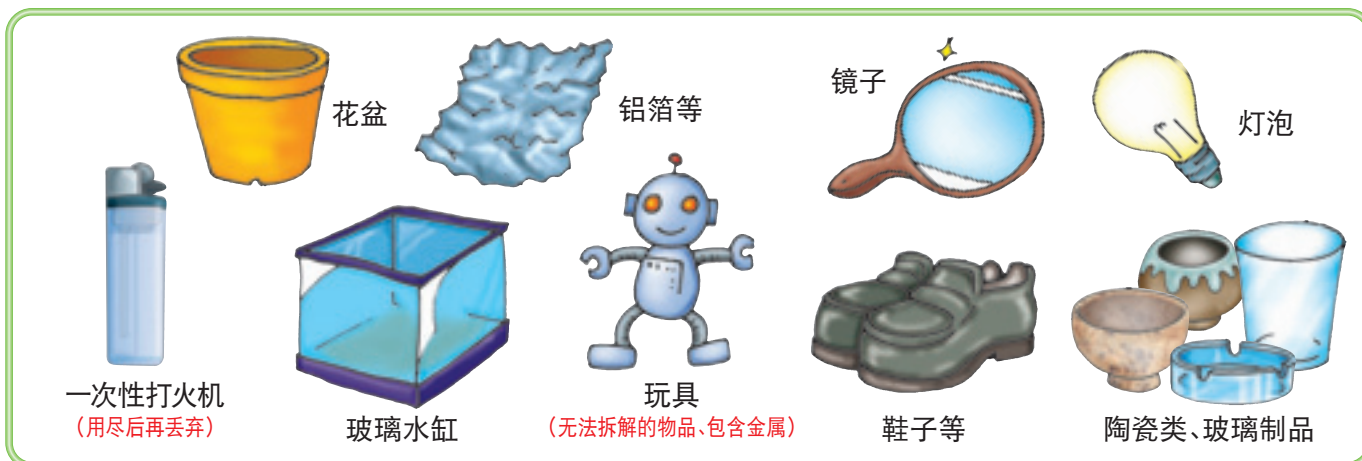 花盆
铝箔等
镜子
灯泡
一次性打火机
（用尽后再丢弃）
玻璃水缸
玩具
（无法拆解的物品、包含金属）
鞋子等
陶瓷类、玻璃制品